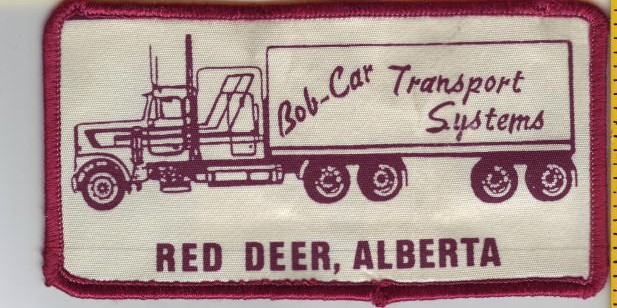 Bob-Car Transport
Systems
RED DEER, ALBERTA